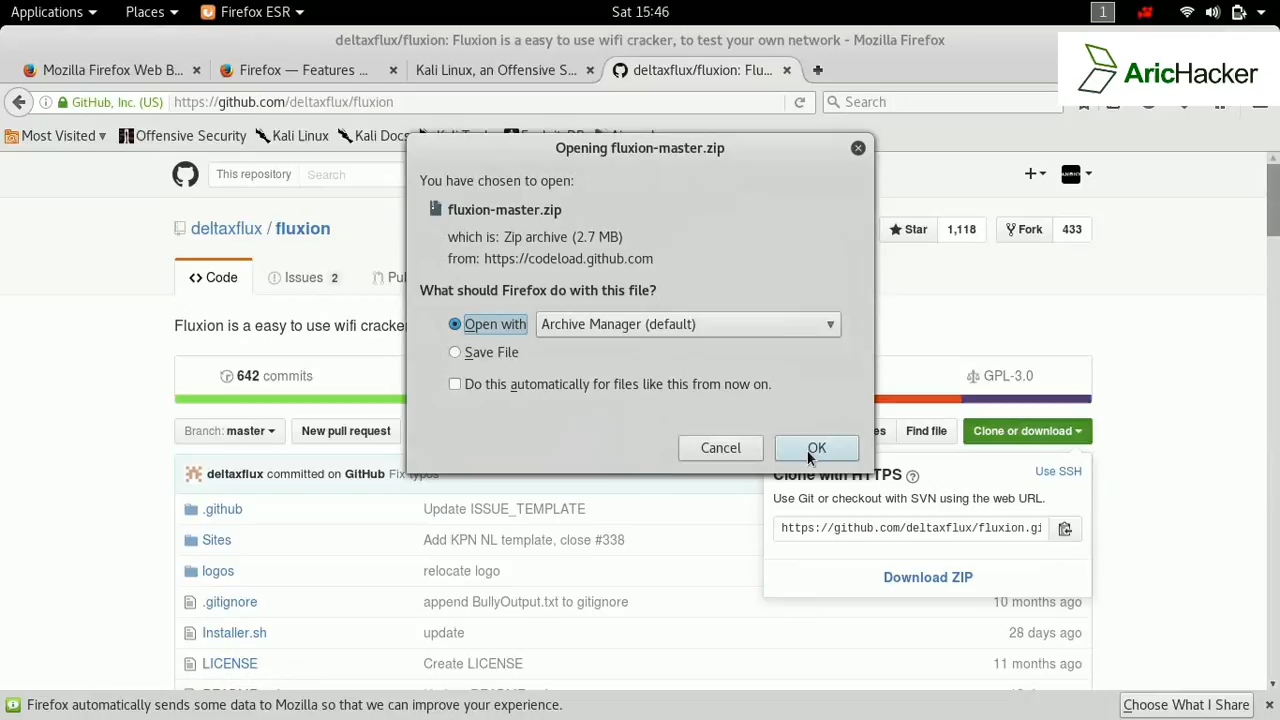 Applications Places Firefox ESR Sat 15:46 1
deltaxflux/fluxion: Fluxion is a easy to use wifi cracker, to test your own network - Mozilla Firefox
AricHacker
Mozilla Firefox Web B... × Firefox — Features ... × Kali Linux, an Offensive S... × deltaxflux/fluxion: Flu... ×
GitHub, Inc. (US) https://github.com/deltaxflux/fluxion Search
Most Visited Offensive Security Kali Linux Kali Docs
Opening fluxion-master.zip
You have chosen to open:
fluxion-master.zip
which is: Zip archive (2.7 MB)
from: https://codeload.github.com
What should Firefox do with this file?
Open with Archive Manager (default)
Save File
Do this automatically for files like this from now on.
Cancel OK
This repository Search
deltaxflux / fluxion
Star 1,118 Fork 433
Code Issues 2 Pu
Fluxion is a easy to use wifi cracke
642 commits GPL-3.0
Branch: master New pull request es Find file Clone or download
deltaxflux committed on GitHub Fix typos
Clone with HTTPS Use SSH
Use Git or checkout with SVN using the web URL.
https://github.com/deltaxflux/fluxion.gi
Download ZIP
.github Update ISSUE_TEMPLATE
Sites Add KPN NL template, close #338
logos relocate logo
.gitignore append BullyOutput.txt to gitignore 10 months ago
Installer.sh update 28 days ago
LICENSE Create LICENSE 11 months ago
Firefox automatically sends some data to Mozilla so that we can improve your experience. Choose What I Share ×